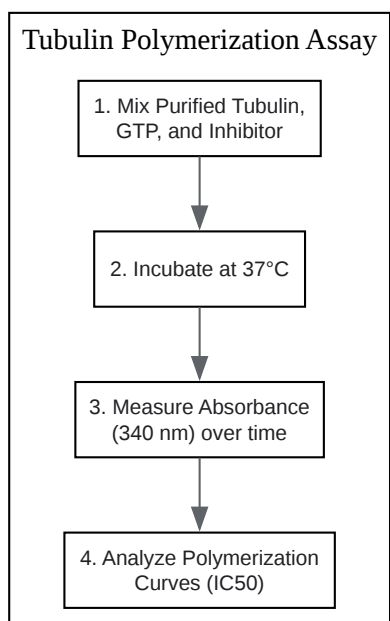 Tubulin Polymerization Assay
1. Mix Purified Tubulin,
GTP, and Inhibitor
2. Incubate at 37°C
3. Measure Absorbance
(340 nm) over time
4. Analyze Polymerization
Curves (IC50)